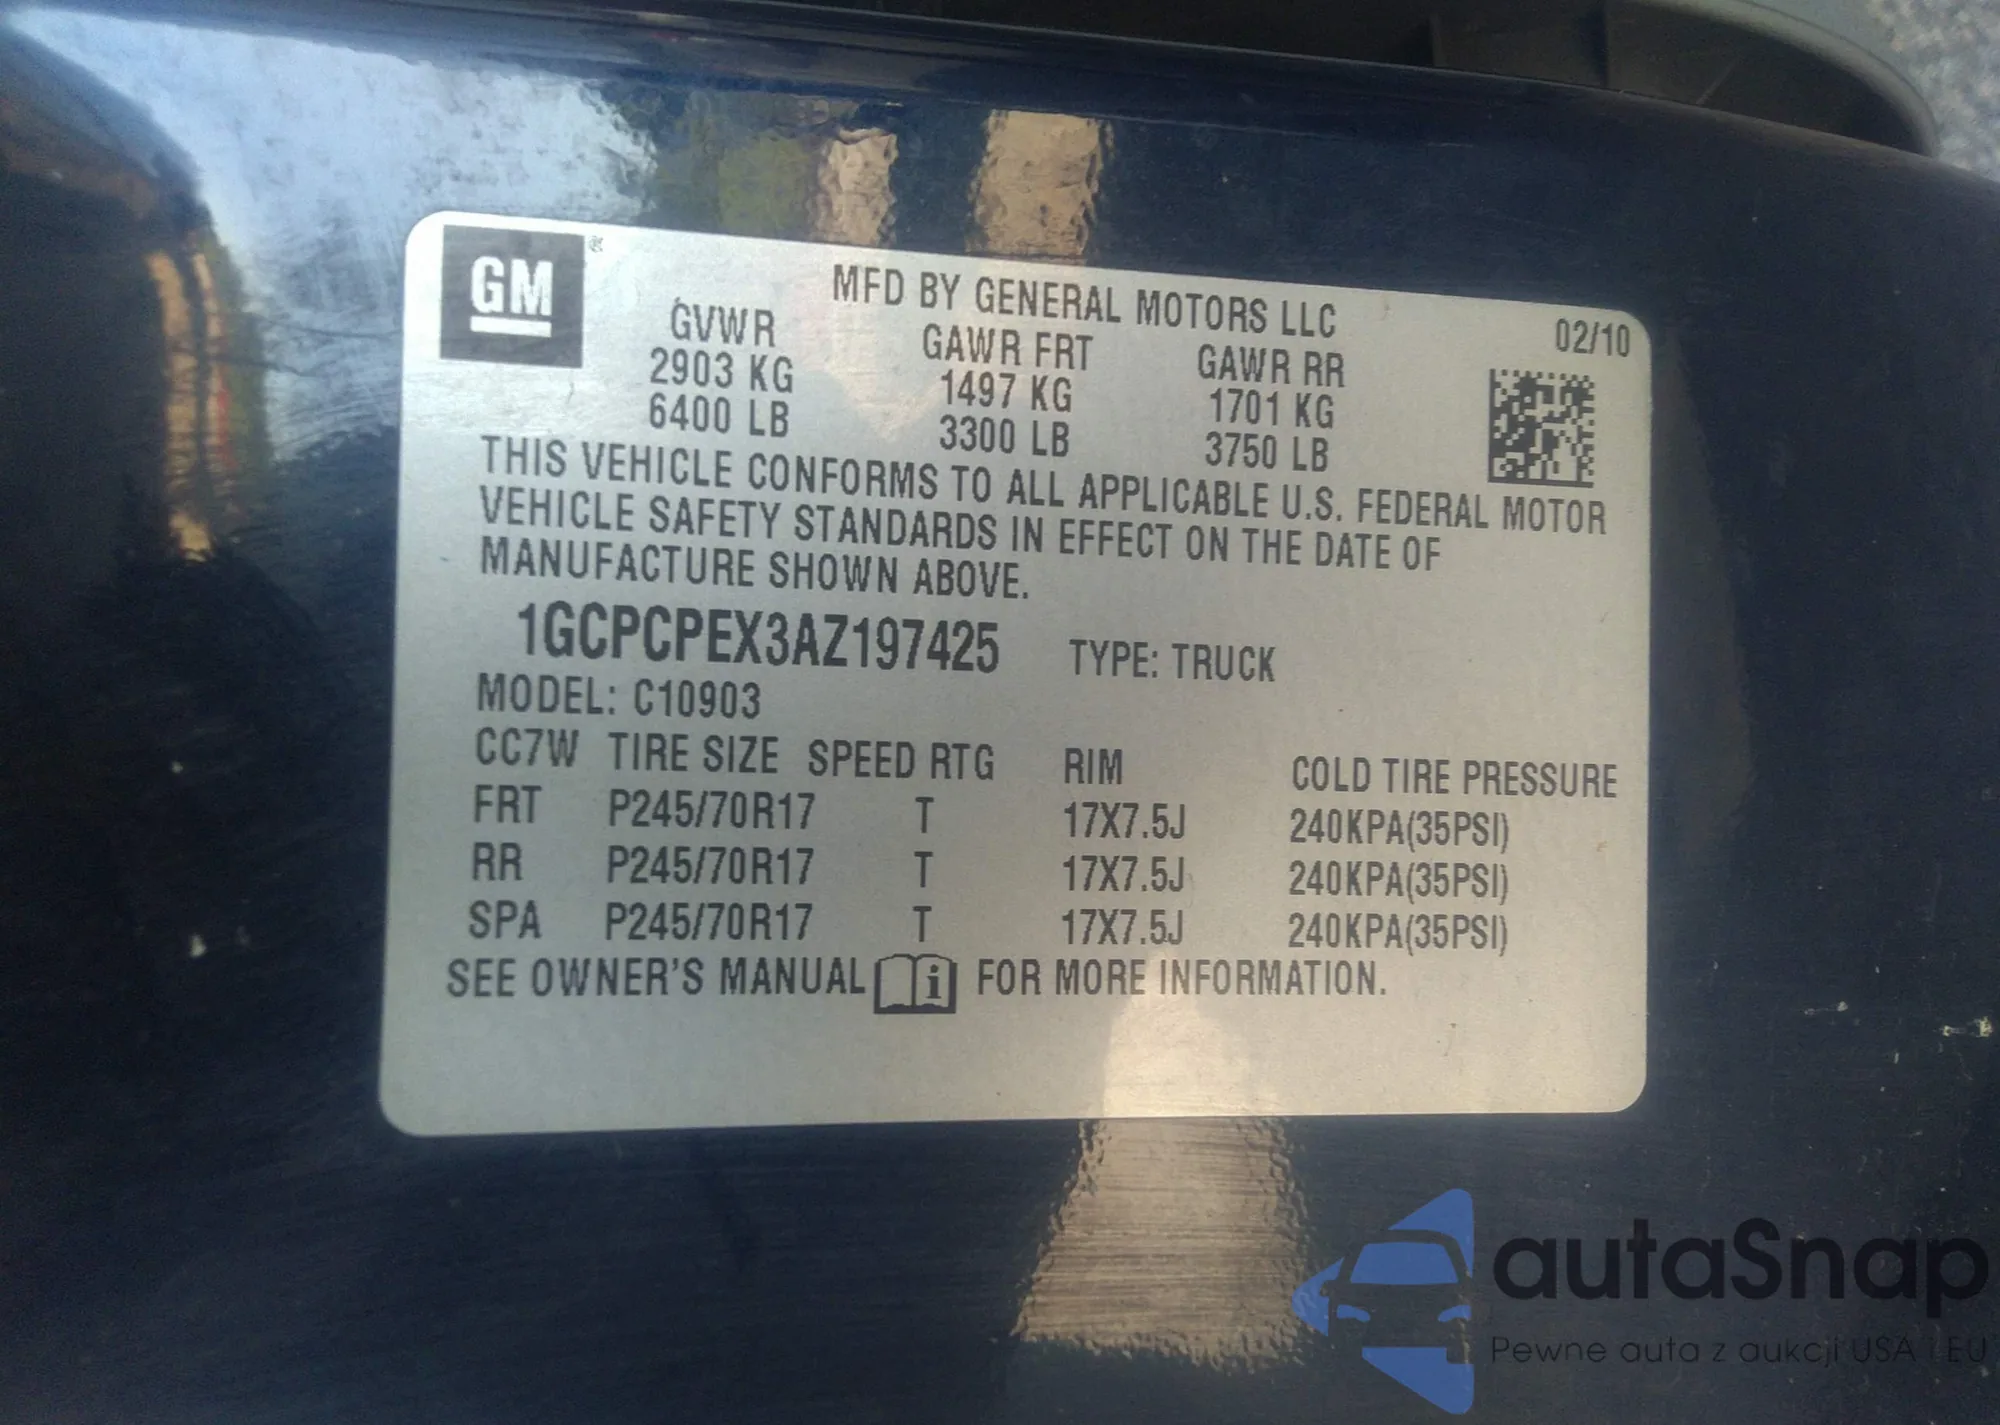 GM
MFD BY GENERAL MOTORS LLC 02/10
GVWR GAWR FRT GAWR RR
2903 KG 1497 KG 1701 KG
6400 LB 3300 LB 3750 LB
THIS VEHICLE CONFORMS TO ALL APPLICABLE U.S. FEDERAL MOTOR
VEHICLE SAFETY STANDARDS IN EFFECT ON THE DATE OF
MANUFACTURE SHOWN ABOVE.
1GCPCPEX3AZ197425 TYPE: TRUCK
MODEL: C10903
CC7W TIRE SIZE SPEED RTG RIM COLD TIRE PRESSURE
FRT P245/70R17 T 17X7.5J 240KPA(35PSI)
RR P245/70R17 T 17X7.5J 240KPA(35PSI)
SPA P245/70R17 T 17X7.5J 240KPA(35PSI)
SEE OWNER'S MANUAL i FOR MORE INFORMATION.
autaSnap
Pewne auta z aukcji USA i EU